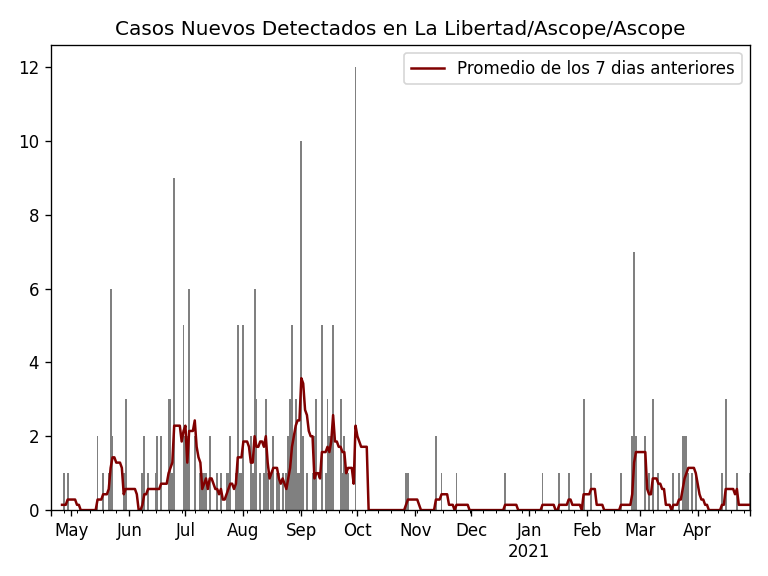 Casos Nuevos Detectados en La Libertad/Ascope/Ascope
Promedio de los 7 dias anteriores
12
10
8
6
4
2
0
May Jun Jul Aug Sep Oct Nov Dec Jan Feb Mar Apr
2021